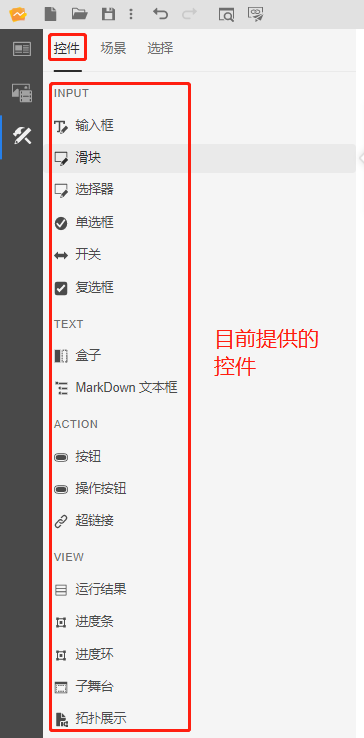 控件 场景 选择
INPUT
输入框
滑块
选择器
单选框
开关
复选框
TEXT
盒子
MarkDown 文本框
目前提供的
控件
ACTION
按钮
操作按钮
超链接
VIEW
运行结果
进度条
进度环
子舞台
拓扑展示